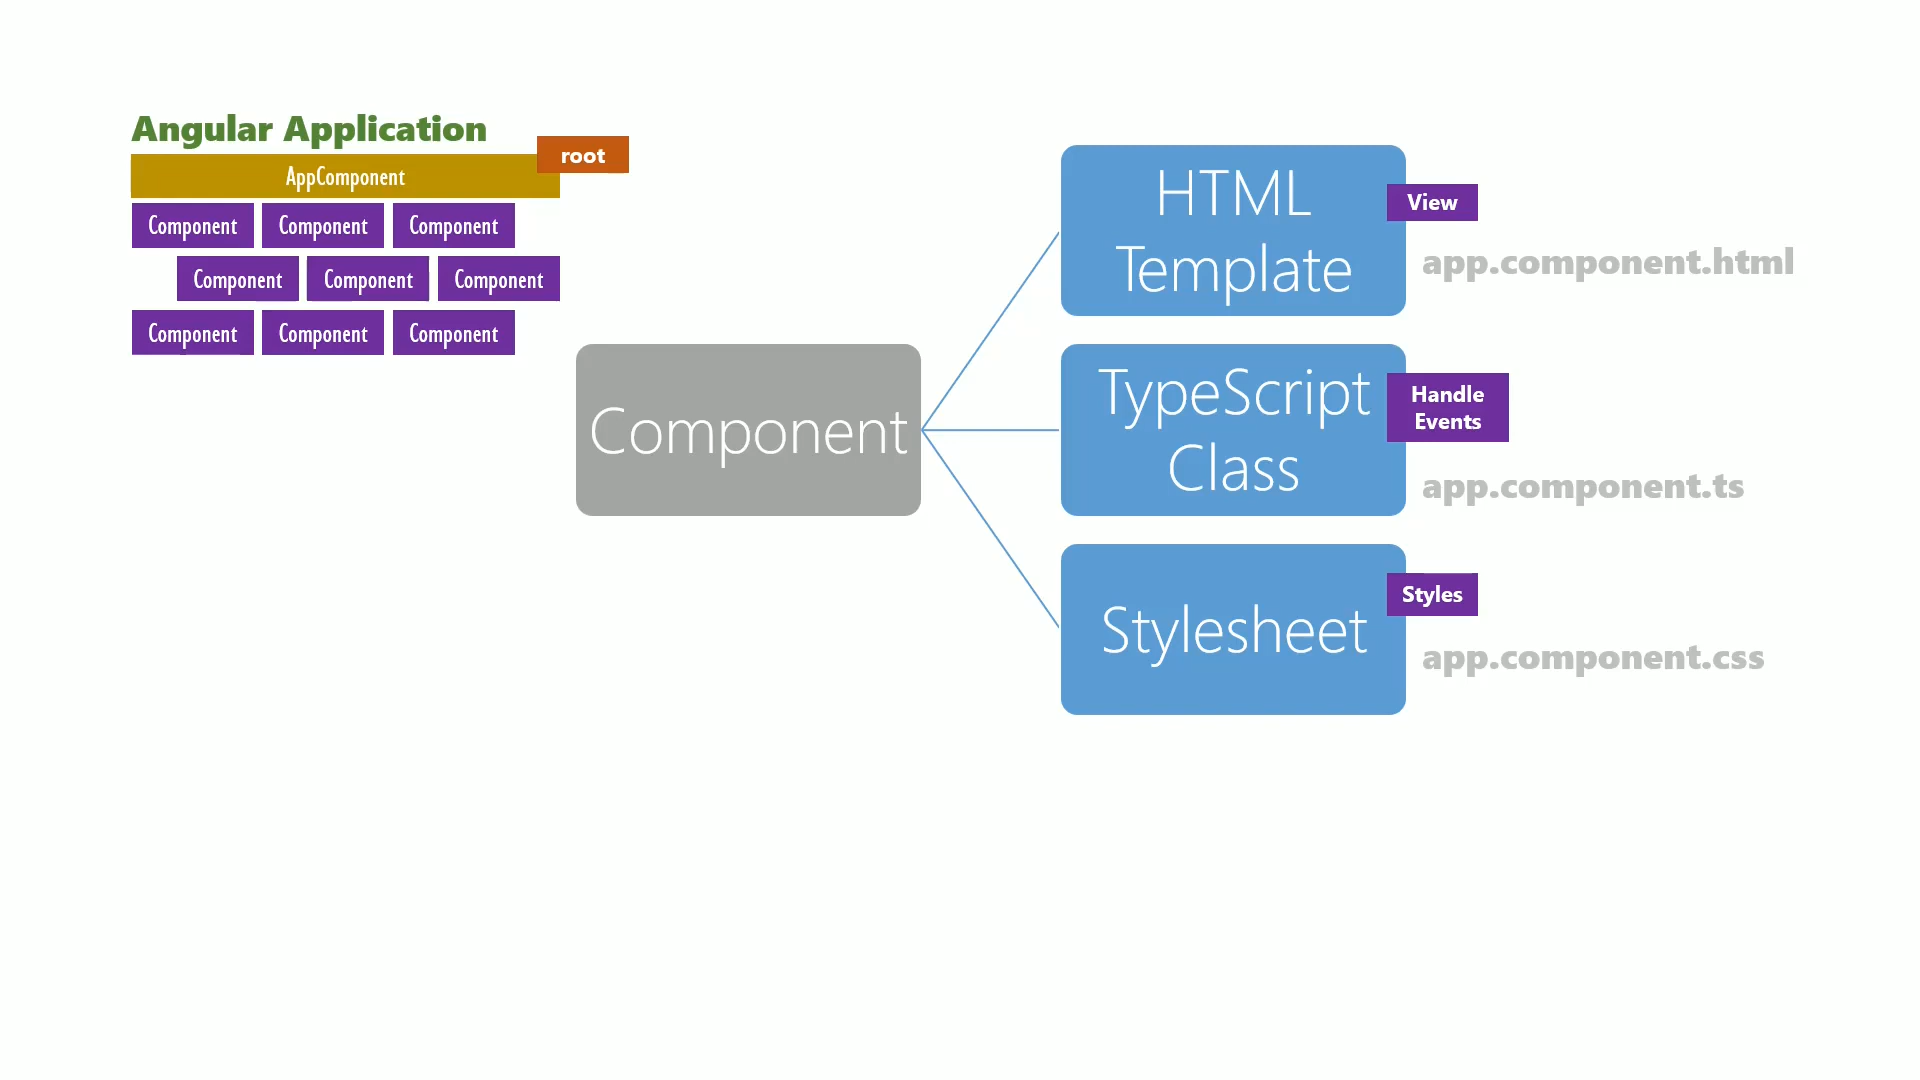 Angular Application
root
AppComponent
Component Component Component
Component Component Component
Component Component Component
Component
HTML
Template
View
app.component.html
TypeScript
Class
Handle
Events
app.component.ts
Stylesheet
Styles
app.component.css